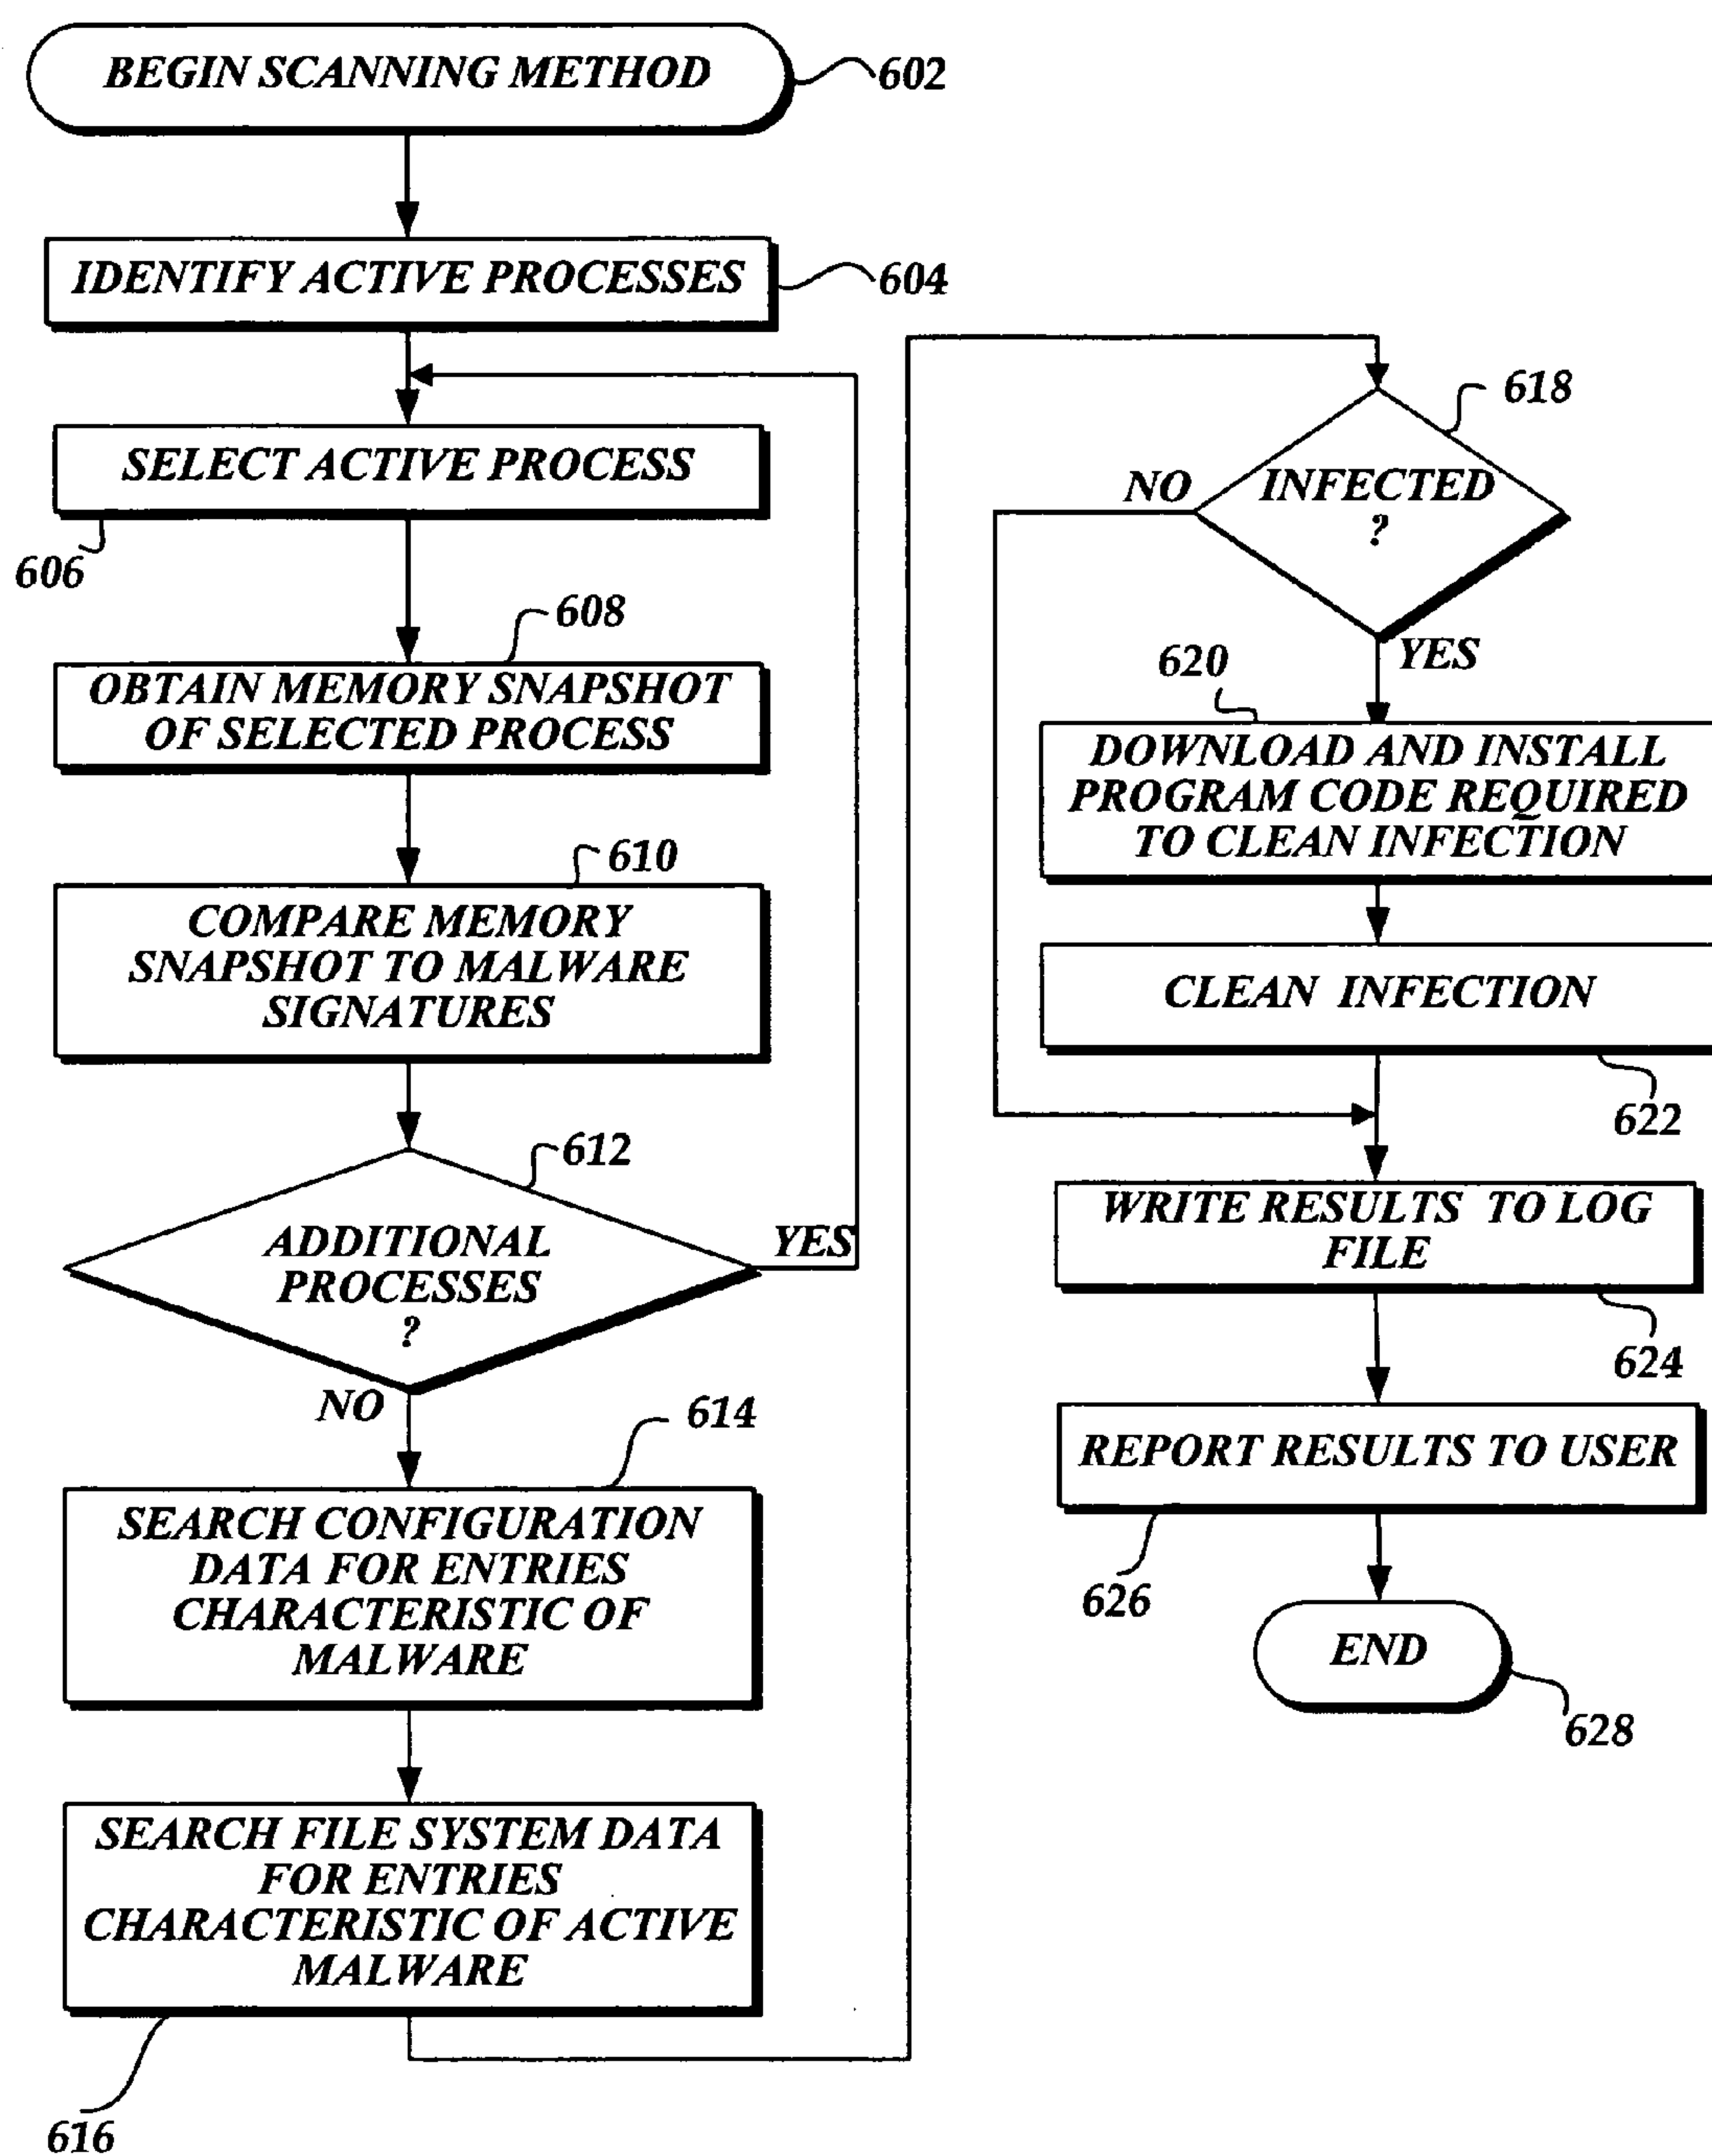 BEGIN SCANNING METHOD
602
IDENTIFY ACTIVE PROCESSES
604
SELECT ACTIVE PROCESS
606
608
OBTAIN MEMORY SNAPSHOT
OF SELECTED PROCESS
610
COMPARE MEMORY
SNAPSHOT TO MALWARE
SIGNATURES
612
ADDITIONAL
PROCESSES
?
YES
NO
614
SEARCH CONFIGURATION
DATA FOR ENTRIES
CHARACTERISTIC OF
MALWARE
SEARCH FILE SYSTEM DATA
FOR ENTRIES
CHARACTERISTIC OF ACTIVE
MALWARE
616
618
INFECTED
?
NO
YES
620
DOWNLOAD AND INSTALL
PROGRAM CODE REQUIRED
TO CLEAN INFECTION
CLEAN INFECTION
622
WRITE RESULTS TO LOG
FILE
624
REPORT RESULTS TO USER
626
END
628